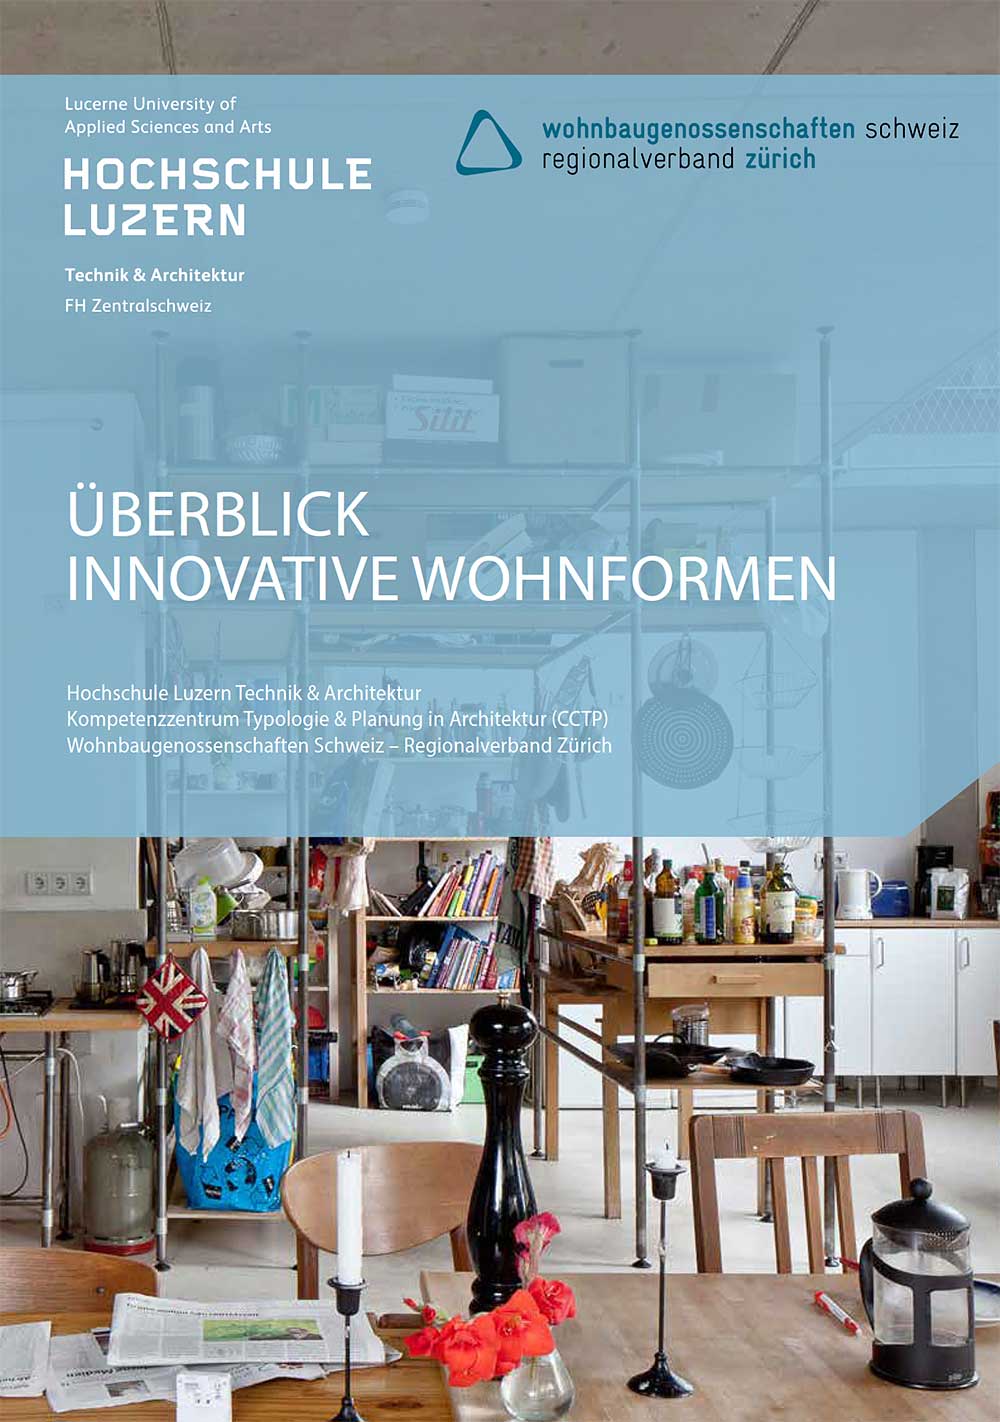 Lucerne University of
Applied Sciences and Arts
HOCHSCHULE
LUZERN
Technik & Architektur
FH Zentralschweiz
wohnbaugenossenschaften schweiz
regionalverband zürich
Silit
ÜBERBLICK
INNOVATIVE WOHNFORMEN
Hochschule Luzern Technik & Architektur
Kompetenzzentrum Typologie & Planung in Architektur (CCTP)
Wohnbaugenossenschaften Schweiz – Regionalverband Zürich